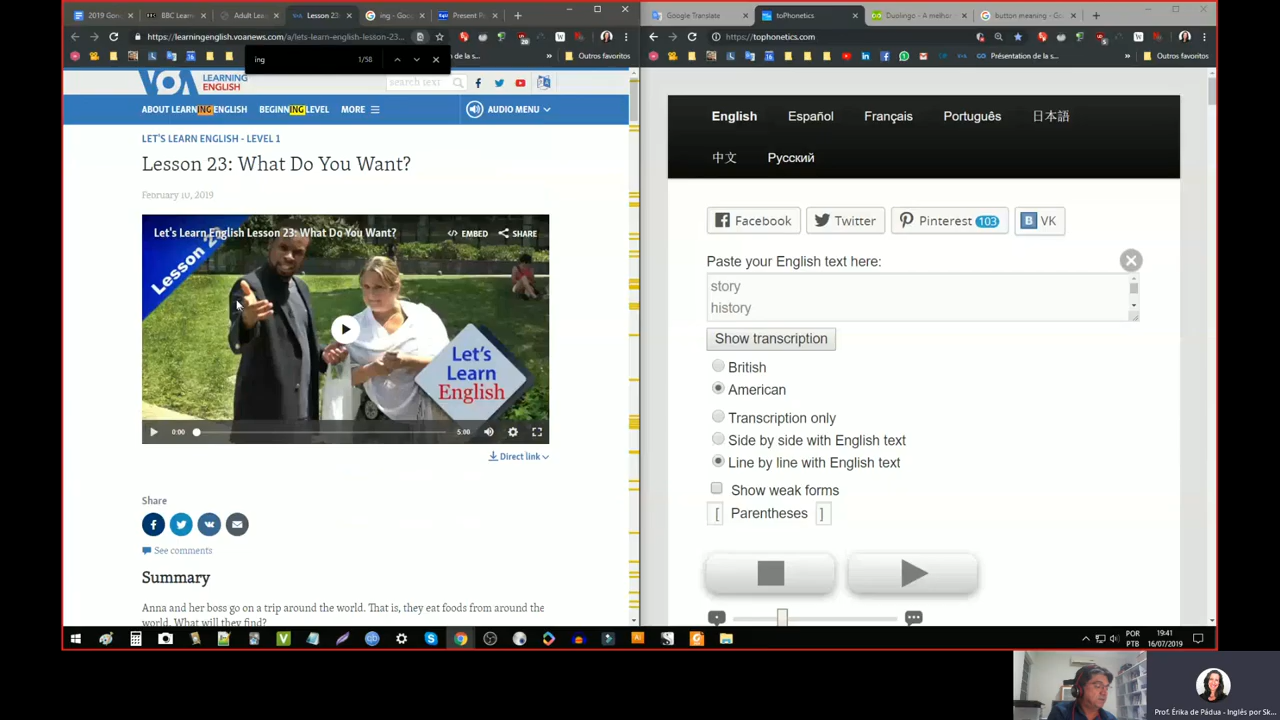 2019 Gon
BBC Learn
Adult Lea
Lesson 23:
ing - Goo
Present P
https://learningenglish.voanews.com/a/lets-learn-english-lesson-23...
Outros favoritos
ing
1/58
VOA
LEARNING
ENGLISH
search text
ABOUT LEARNING ENGLISH
BEGINNING LEVEL
MORE
AUDIO MENU
LET'S LEARN ENGLISH - LEVEL 1
Lesson 23: What Do You Want?
February 10, 2019
Let's Learn English Lesson 23: What Do You Want?
EMBED
SHARE
Lesson 2
Let's
Learn
English
0:00
5:00
Direct link
Share
See comments
Summary
Anna and her boss go on a trip around the world. That is, they eat foods from around the
world. What will they find?
Google Translate
toPhonetics
Duolingo - A melhor
button meaning - Go
https://tophonetics.com
Présentation de la s...
Outros favoritos
English
Español
Français
Português
日本語
中文
Русский
Facebook
Twitter
Pinterest 103
VK
Paste your English text here:
story
history
Show transcription
British
American
Transcription only
Side by side with English text
Line by line with English text
Show weak forms
[ Parentheses ]
POR
PTB
19:41
16/07/2019
Prof. Érika de Pádua - Inglês por Sk...